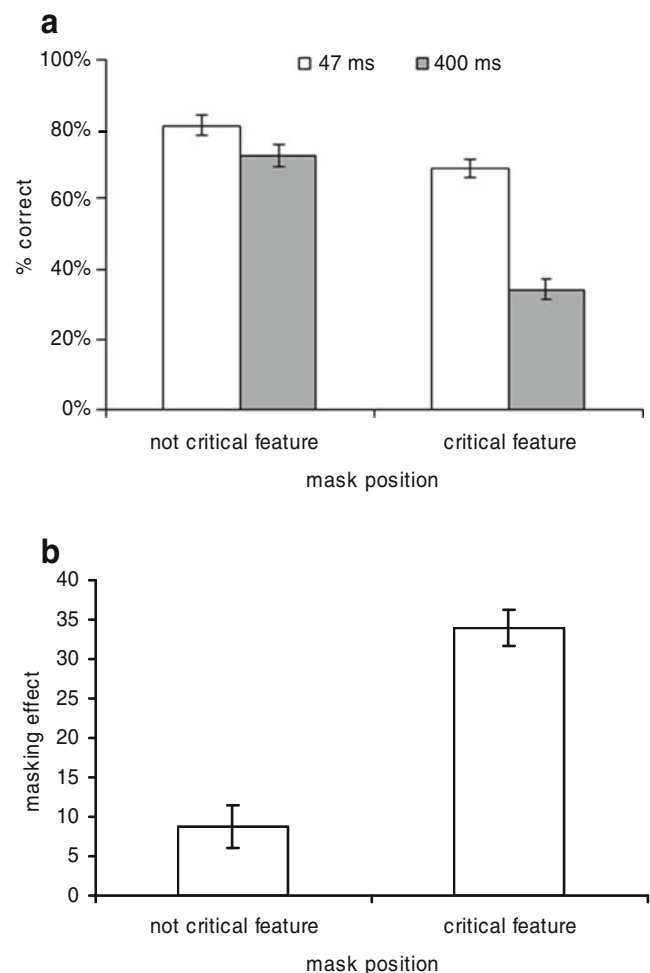 a
47 ms 400 ms
100%
80%
60%
40%
20%
0%
% correct
not critical feature critical feature
mask position
b
40
35
30
25
20
15
10
5
0
masking effect
not critical feature critical feature
mask position